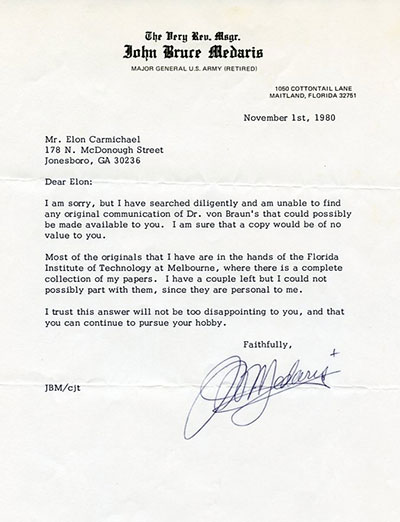 The Very Rev. Msgr.
John Bruce Medaris
MAJOR GENERAL U.S. ARMY (RETIRED)
1050 COTTONTAIL LANE
MAITLAND, FLORIDA 32751
November 1st, 1980
Mr. Elon Carmichael
178 N. McDonough Street
Jonesboro, GA 30236
Dear Elon:
I am sorry, but I have searched diligently and am unable to find
any original communication of Dr. von Braun's that could possibly
be made available to you. I am sure that a copy would be of no
value to you.
Most of the originals that I have are in the hands of the Florida
Institute of Technology at Melbourne, where there is a complete
collection of my papers. I have a couple left but I could not
possibly part with them, since they are personal to me.
I trust this answer will not be too disappointing to you, and that
you can continue to pursue your hobby.
Faithfully,
JBMedaris +
JBM/cjt